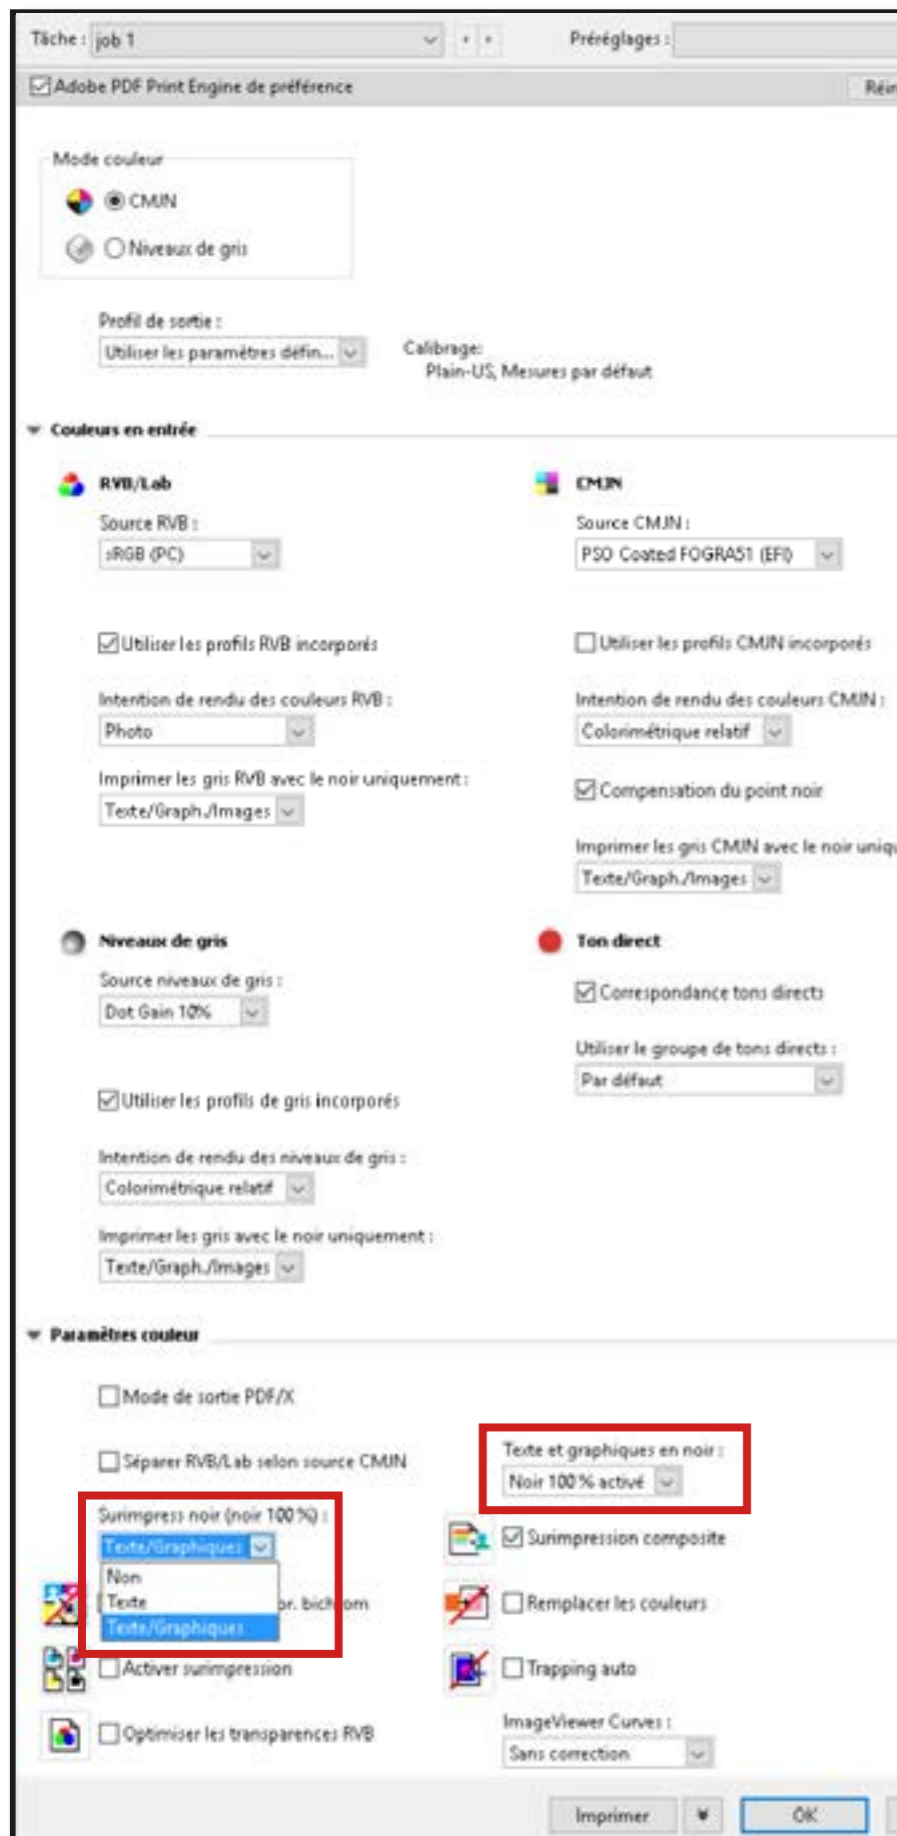 Tâche : job 1 Préréglages :
Adobe PDF Print Engine de préférence
Mode couleur
CMJN
Niveaux de gris
Profil de sortie :
Utiliser les paramètres défin...
Calibrage:
Plain-US, Mesures par défaut
Couleurs en entrée
RVB/Lab
Source RVB :
sRGB (PC)
Utiliser les profils RVB incorporés
Intention de rendu des couleurs RVB :
Photo
Imprimer les gris RVB avec le noir uniquement :
Texte/Graph./Images
CMJN
Source CMJN :
PSO Coated FOGRA51 (EFI)
Utiliser les profils CMJN incorporés
Intention de rendu des couleurs CMJN :
Colorimétrique relatif
Compensation du point noir
Imprimer les gris CMJN avec le noir uniqu
Texte/Graph./Images
Niveaux de gris
Source niveaux de gris :
Dot Gain 10%
Utiliser les profils de gris incorporés
Intention de rendu des niveaux de gris :
Colorimétrique relatif
Imprimer les gris avec le noir uniquement :
Texte/Graph./Images
Ton direct
Correspondance tons directs
Utiliser le groupe de tons directs :
Par défaut
Paramètres couleur
Mode de sortie PDF/X
Séparer RVB/Lab selon source CMJN
Texte et graphiques en noir :
Noir 100 % activé
Surimpress noir (noir 100 %) :
Texte/Graphiques
Non
Texte
Texte/Graphiques
Surimpression composite
Remplacer les couleurs
Activer surimpression
Trapping auto
Optimiser les transparences RVB
ImageViewer Curves :
Sans correction
Imprimer OK